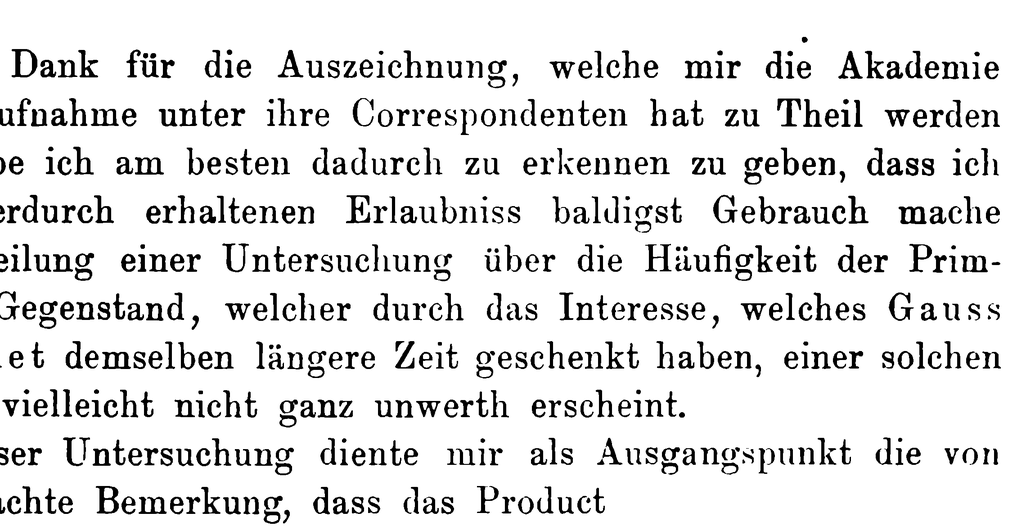 Dank für die Auszeichnung, welche mir die Akademie
ufnahme unter ihre Correspondenten hat zu Theil werden
be ich am besten dadurch zu erkennen zu geben, dass ich
erdurch erhaltenen Erlaubniss baldigst Gebrauch mache
eilung einer Untersuchung über die Häufigkeit der Prim-
Gegenstand, welcher durch das Interesse, welches Gauss
et demselben längere Zeit geschenkt haben, einer solchen
vielleicht nicht ganz unwerth erscheint.
ser Untersuchung diente mir als Ausgangspunkt die von
achte Bemerkung, dass das Product